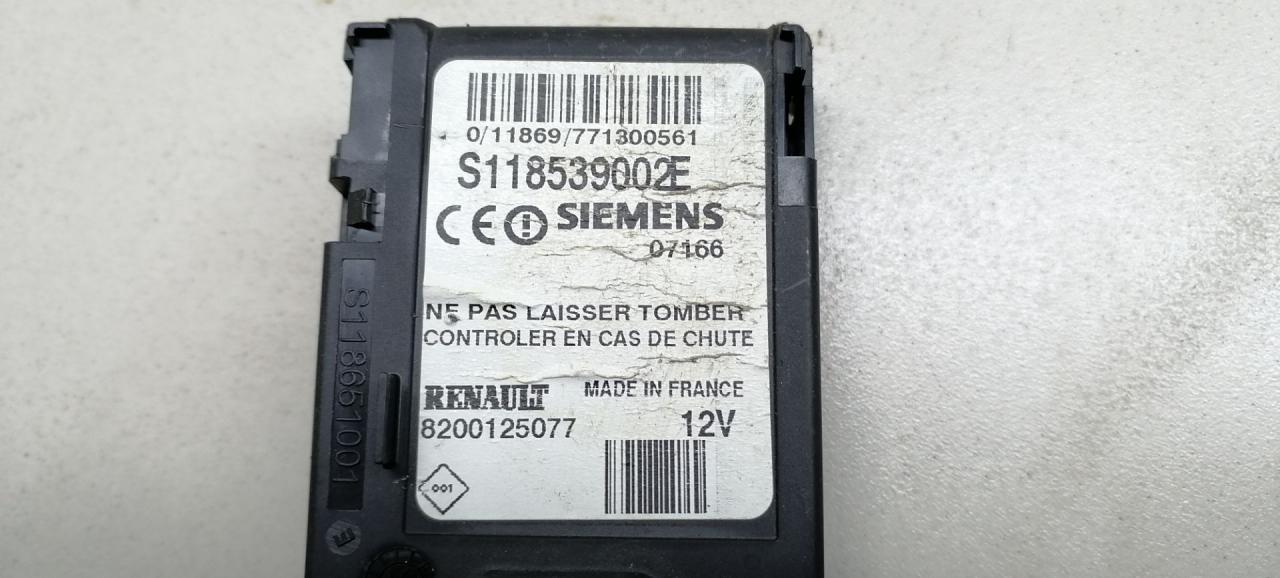 0/11869/771300561
S118539002E
CE SIEMENS
07166
NE PAS LAISSER TOMBER
CONTROLER EN CAS DE CHUTE
RENAULT MADE IN FRANCE
8200125077 12V
001
S118651001
E